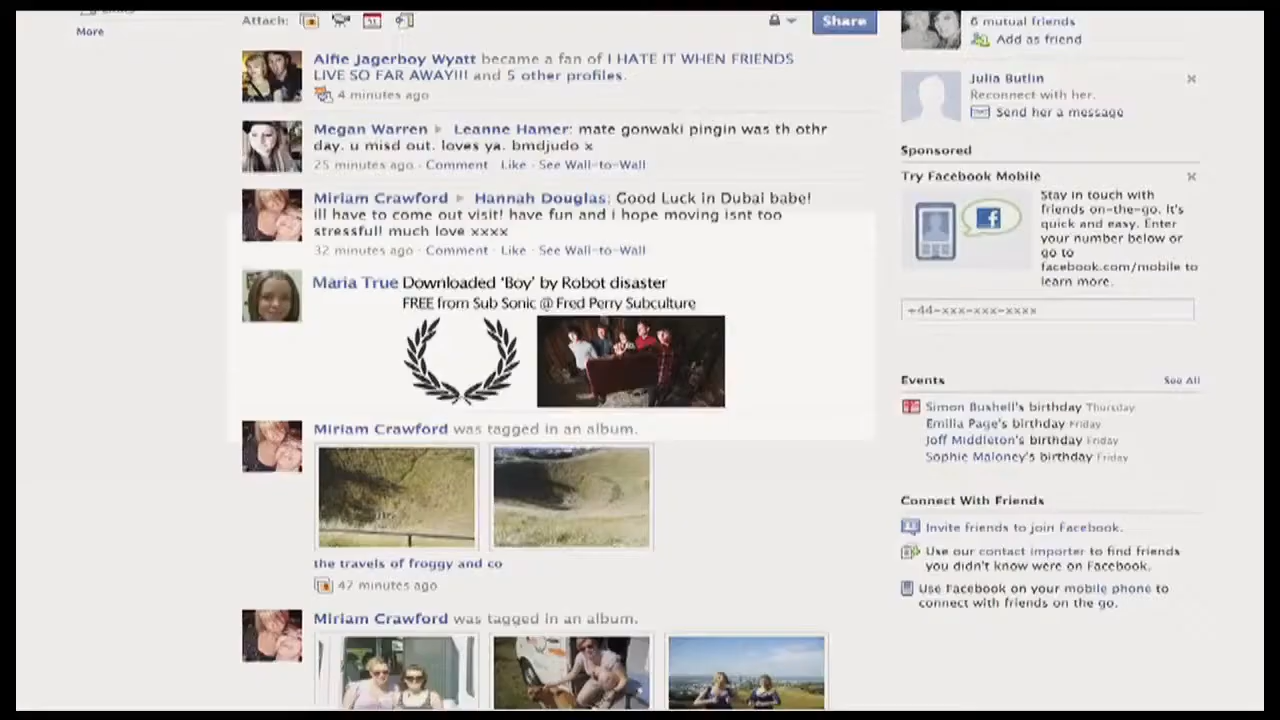 More
Attach:
31
Share
Alfie Jagerboy Wyatt became a fan of I HATE IT WHEN FRIENDS
LIVE SO FAR AWAY!!! and 5 other profiles.
4 minutes ago
Megan Warren Leanne Hamer: mate gonwaki pingin was th othr
day. u misd out. loves ya. bmdjudo x
25 minutes ago · Comment · Like · See Wall-to-Wall
Miriam Crawford Hannah Douglas: Good Luck in Dubai babe!
ill have to come out visit! have fun and i hope moving isnt too
stressful! much love xxxx
32 minutes ago · Comment · Like · See Wall-to-Wall
Maria True Downloaded ‘Boy’ by Robot disaster
FREE from Sub Sonic @ Fred Perry Subculture
Miriam Crawford was tagged in an album.
the travels of froggy and co
47 minutes ago
Miriam Crawford was tagged in an album.
6 mutual friends
Add as friend
Julia Butlin
Reconnect with her.
Send her a message
Sponsored
Try Facebook Mobile
Stay in touch with
friends on-the-go. It's
quick and easy. Enter
your number below or
go to
facebook.com/mobile to
learn more.
+44-xxx-xxx-xxxx
Events
See All
Simon Bushell's birthday Thursday
Emilia Page's birthday Friday
Joff Middleton's birthday Friday
Sophie Maloney's birthday Friday
Connect With Friends
Invite friends to join Facebook.
Use our contact importer to find friends
you didn't know were on Facebook.
Use Facebook on your mobile phone to
connect with friends on the go.